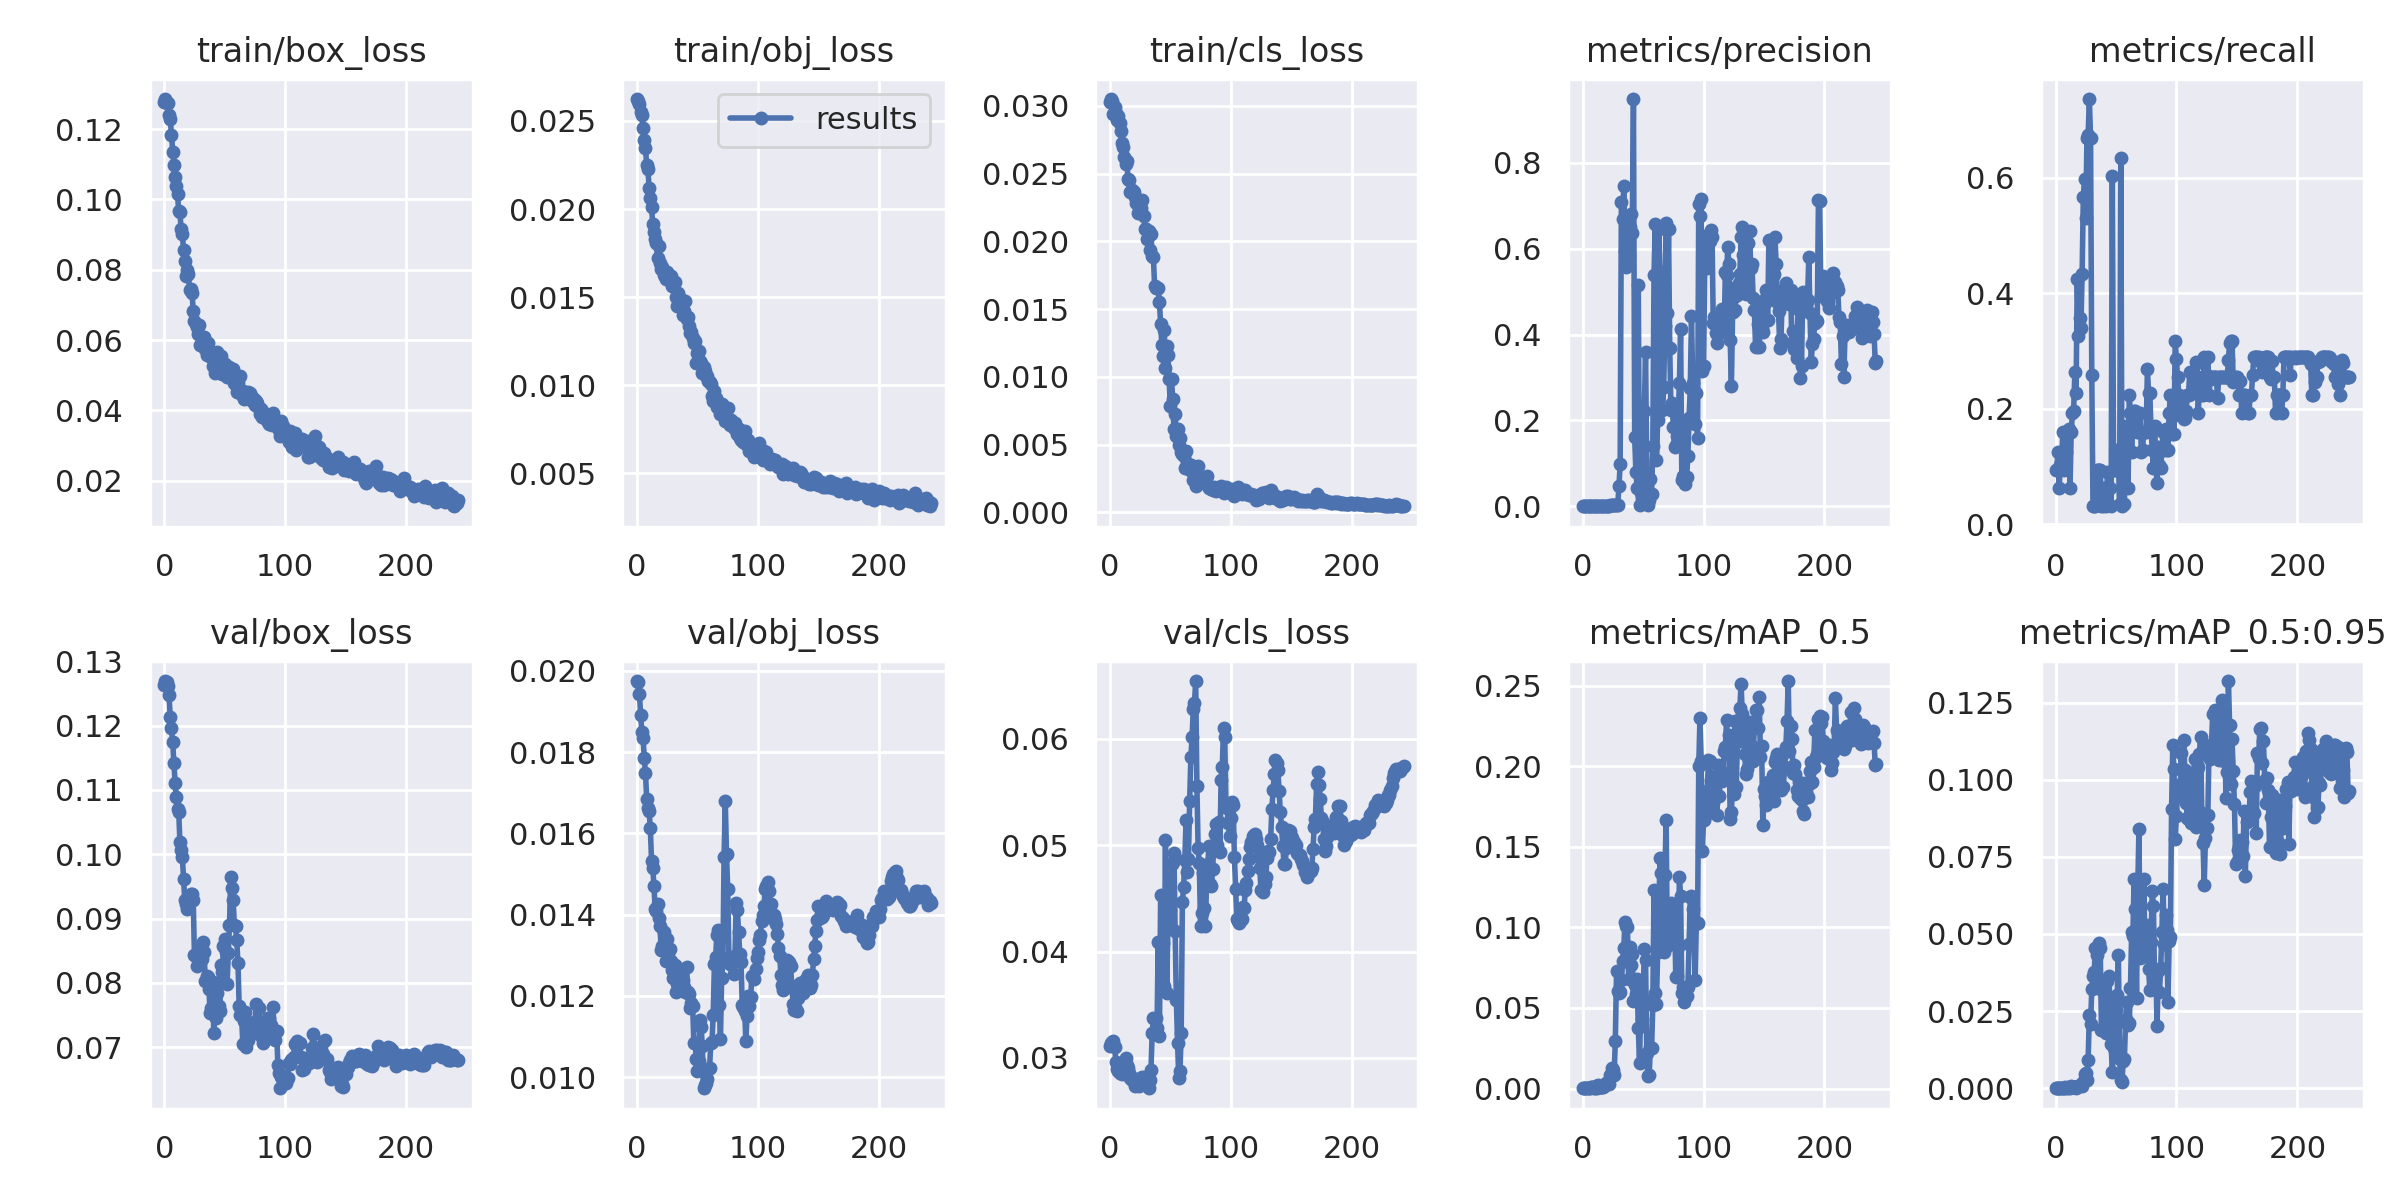 train/box_loss
0.12
0.10
0.08
0.06
0.04
0.02
0 100 200
train/obj_loss
results
0.025
0.020
0.015
0.010
0.005
0 100 200
train/cls_loss
0.030
0.025
0.020
0.015
0.010
0.005
0.000
0 100 200
metrics/precision
0.8
0.6
0.4
0.2
0.0
0 100 200
metrics/recall
0.6
0.4
0.2
0.0
0 100 200
val/box_loss
0.13
0.12
0.11
0.10
0.09
0.08
0.07
0 100 200
val/obj_loss
0.020
0.018
0.016
0.014
0.012
0.010
0 100 200
val/cls_loss
0.06
0.05
0.04
0.03
0 100 200
metrics/mAP_0.5
0.25
0.20
0.15
0.10
0.05
0.00
0 100 200
metrics/mAP_0.5:0.95
0.125
0.100
0.075
0.050
0.025
0.000
0 100 200